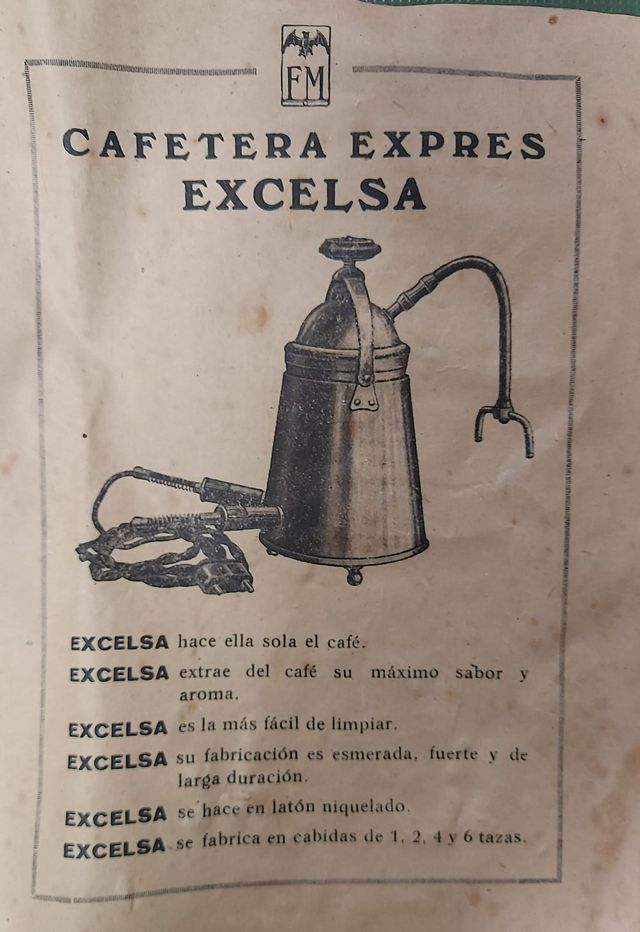 FM
CAFETERA EXPRES
EXCELSA
EXCELSA hace ella sola el café.
EXCELSA extrae del café su máximo sabor y
aroma.
EXCELSA es la más fácil de limpiar.
EXCELSA su fabricación es esmerada, fuerte y de
larga duración.
EXCELSA se hace en latón niquelado.
EXCELSA se fabrica en cabidas de 1, 2, 4 y 6 tazas.